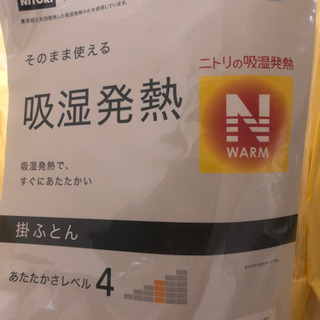 NITORI
そのまま使える
吸湿発熱
ニトリの吸湿発熱
N
WARM
吸湿発熱で、
すぐにあたたかい
掛ふとん
あたたかさレベル 4